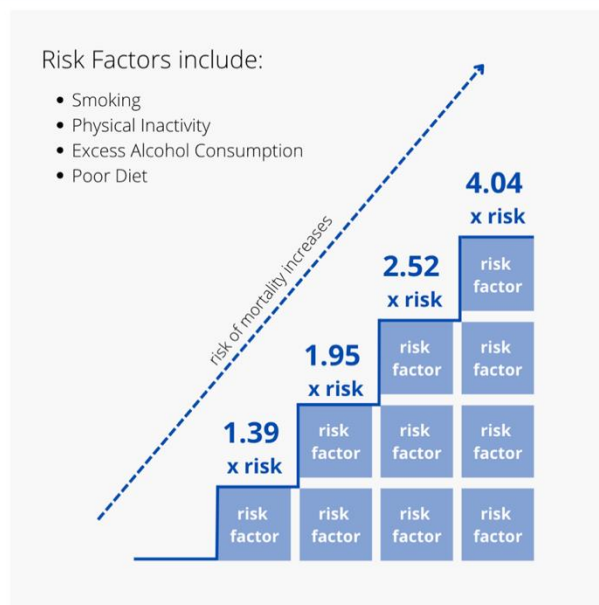 Risk Factors include:
Smoking
Physical Inactivity
Excess Alcohol Consumption
Poor Diet
risk of mortality increases
4.04
x risk
2.52
x risk
1.95
x risk
1.39
x risk
risk
factor
risk
factor
risk
factor
risk
factor
risk
factor
risk
factor
risk
factor
risk
factor
risk
factor
risk
factor